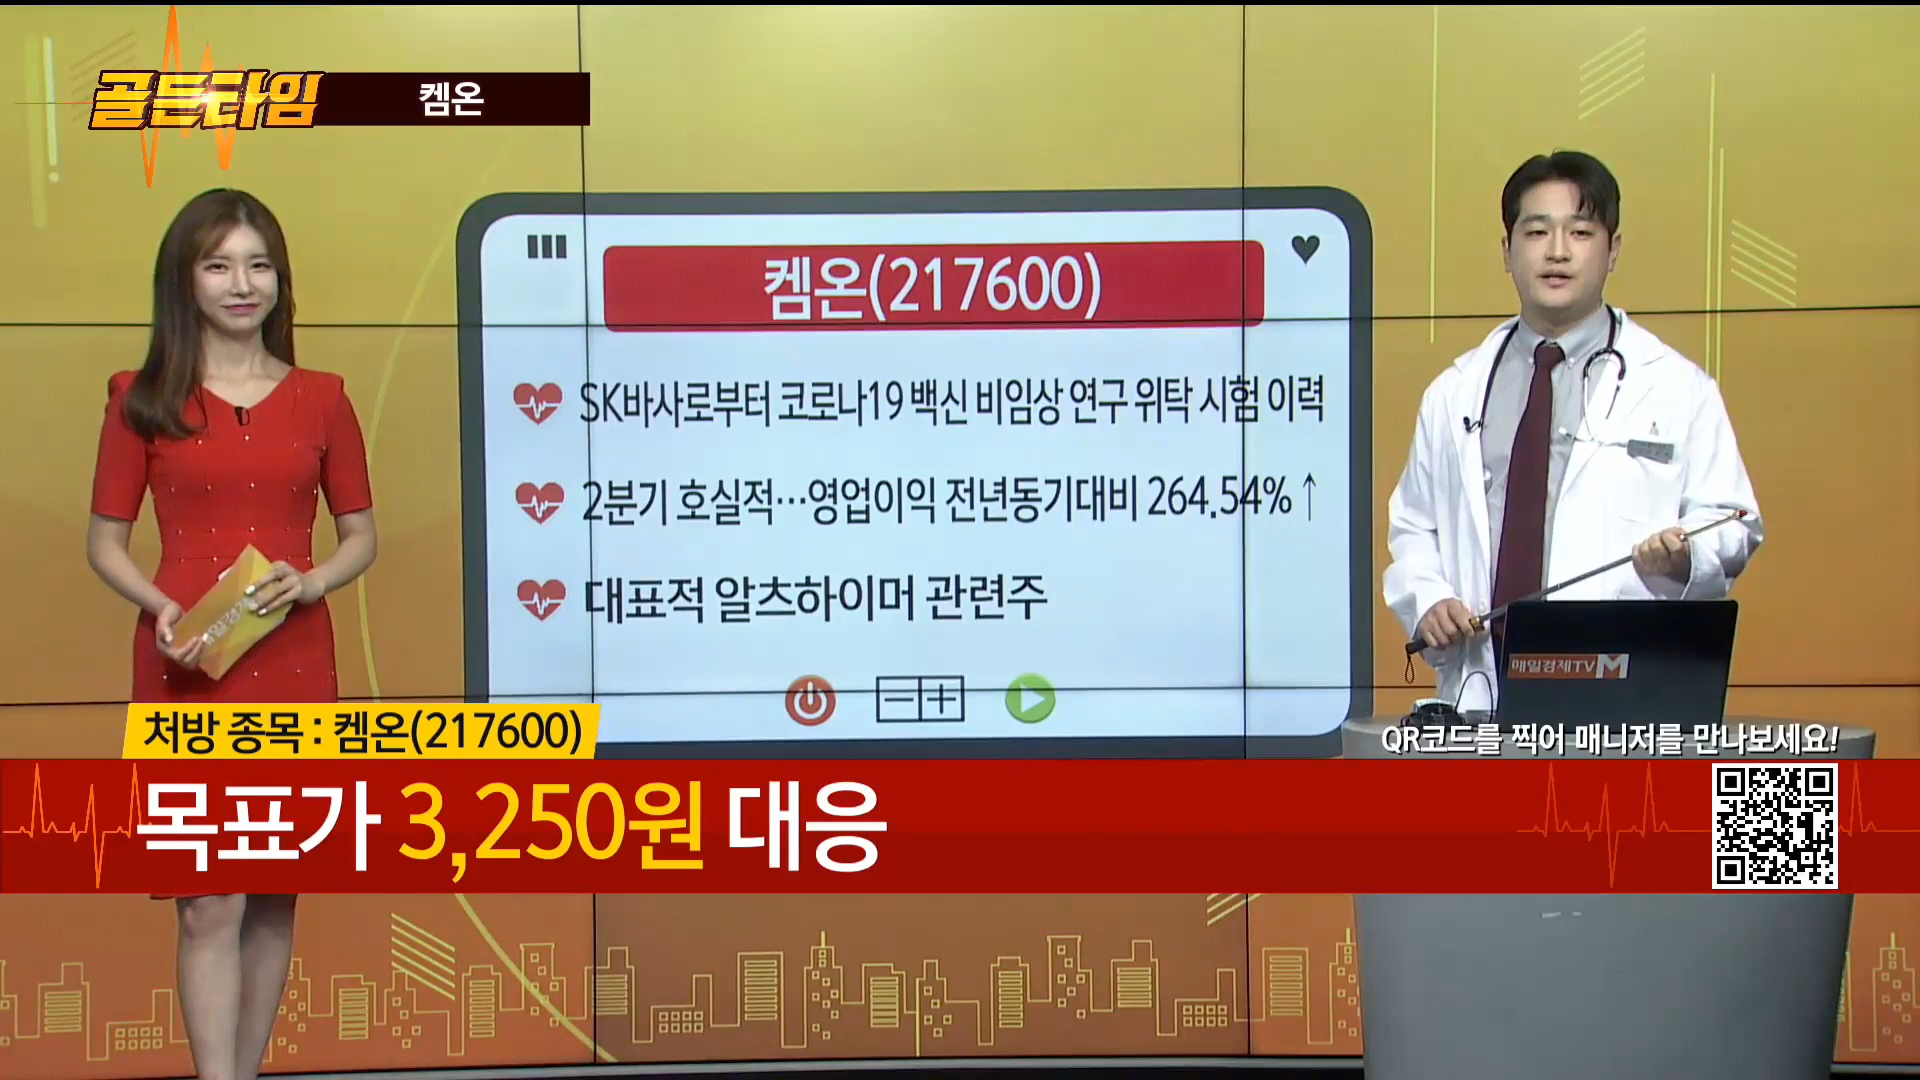 골든타임
켐온
켐온(217600)
SK바사로부터 코로나19 백신 비임상 연구 위탁 시험 이력
2분기 호실적…영업이익 전년동기대비 264.54%↑
대표적 알츠하이머 관련주
매일경제TV M
처방 종목 : 켐온(217600)
QR코드를 찍어 매니저를 만나보세요!
목표가 3,250원 대응